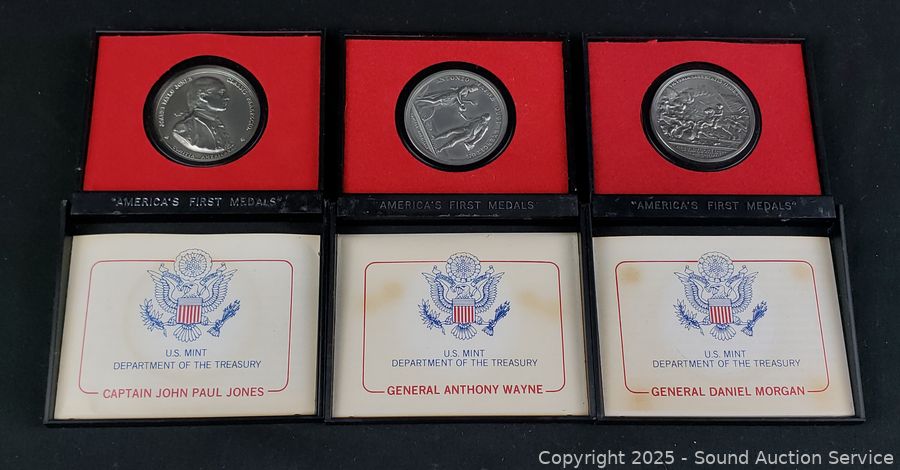 "AMERICA'S FIRST MEDALS"
U.S. MINT
DEPARTMENT OF THE TREASURY
CAPTAIN JOHN PAUL JONES
"AMERICA'S FIRST MEDALS"
U.S. MINT
DEPARTMENT OF THE TREASURY
GENERAL ANTHONY WAYNE
"AMERICA'S FIRST MEDALS"
U.S. MINT
DEPARTMENT OF THE TREASURY
GENERAL DANIEL MORGAN
Copyright 2025 - Sound Auction Service